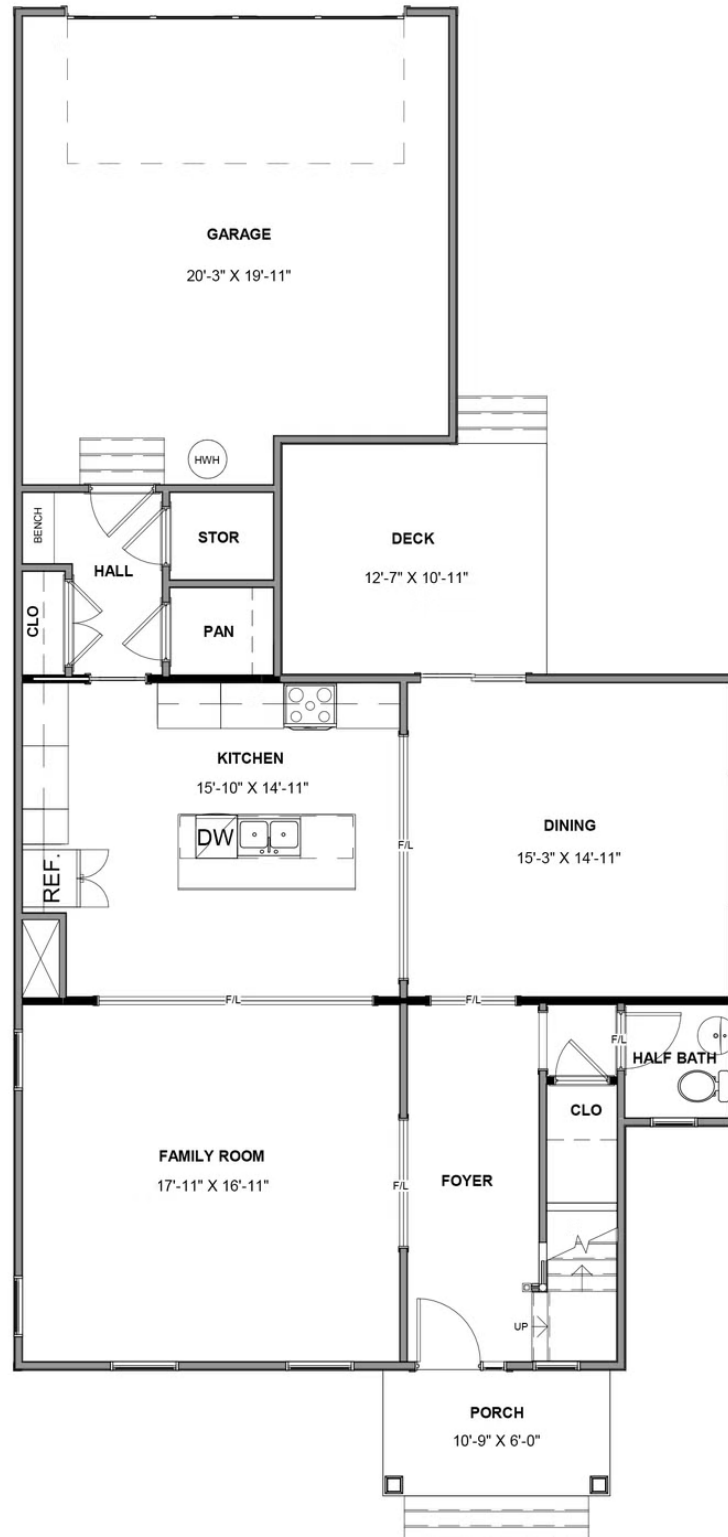 GARAGE
20'-3" X 19'-11"
HWH
BENCH
STOR
HALL
DECK
12'-7" X 10'-11"
CLO
PAN
KITCHEN
15'-10" X 14'-11"
DW
REF.
F/L
DINING
15'-3" X 14'-11"
F/L
F/L
F/L
HALF BATH
CLO
FAMILY ROOM
17'-11" X 16'-11"
F/L
FOYER
UP
PORCH
10'-9" X 6'-0"